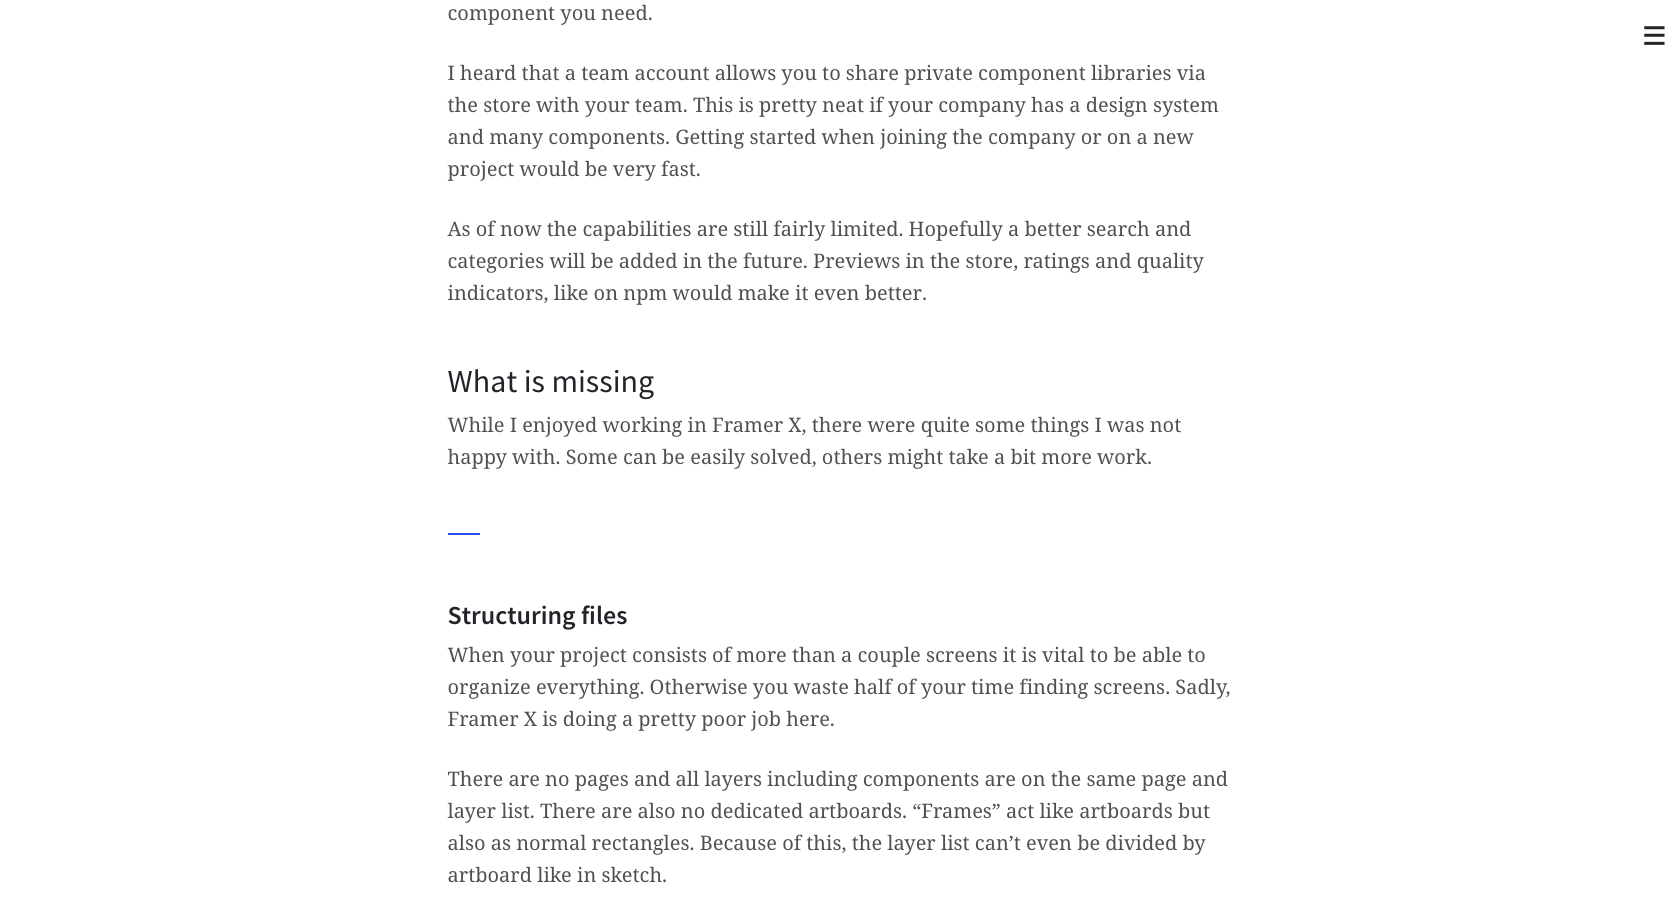 component you need.
I heard that a team account allows you to share private component libraries via
the store with your team. This is pretty neat if your company has a design system
and many components. Getting started when joining the company or on a new
project would be very fast.
As of now the capabilities are still fairly limited. Hopefully a better search and
categories will be added in the future. Previews in the store, ratings and quality
indicators, like on npm would make it even better.
What is missing
While I enjoyed working in Framer X, there were quite some things I was not
happy with. Some can be easily solved, others might take a bit more work.
Structuring files
When your project consists of more than a couple screens it is vital to be able to
organize everything. Otherwise you waste half of your time finding screens. Sadly,
Framer X is doing a pretty poor job here.
There are no pages and all layers including components are on the same page and
layer list. There are also no dedicated artboards. “Frames” act like artboards but
also as normal rectangles. Because of this, the layer list can’t even be divided by
artboard like in sketch.